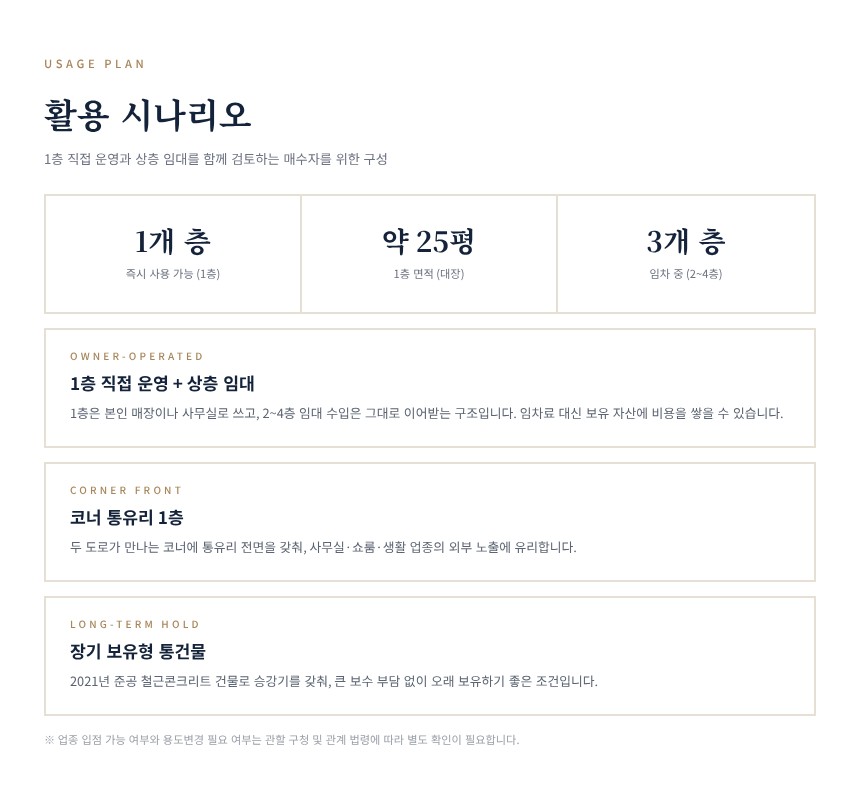 USAGE PLAN
활용 시나리오
1층 직접 운영과 상층 임대를 함께 검토하는 매수자를 위한 구성
1개 층
즉시 사용 가능 (1층)
약 25평
1층 면적 (대장)
3개 층
임차 중 (2~4층)
OWNER-OPERATED
1층 직접 운영 + 상층 임대
1층은 본인 매장이나 사무실로 쓰고, 2~4층 임대 수입은 그대로 이어받는 구조입니다. 임차료 대신 보유 자산에 비용을 쌓을 수 있습니다.
CORNER FRONT
코너 통유리 1층
두 도로가 만나는 코너에 통유리 전면을 갖춰, 사무실·쇼룸·생활 업종의 외부 노출에 유리합니다.
LONG-TERM HOLD
장기 보유형 통건물
2021년 준공 철근콘크리트 건물로 승강기를 갖춰, 큰 보수 부담 없이 오래 보유하기 좋은 조건입니다.
※ 업종 입점 가능 여부와 용도변경 필요 여부는 관할 구청 및 관계 법령에 따라 별도 확인이 필요합니다.